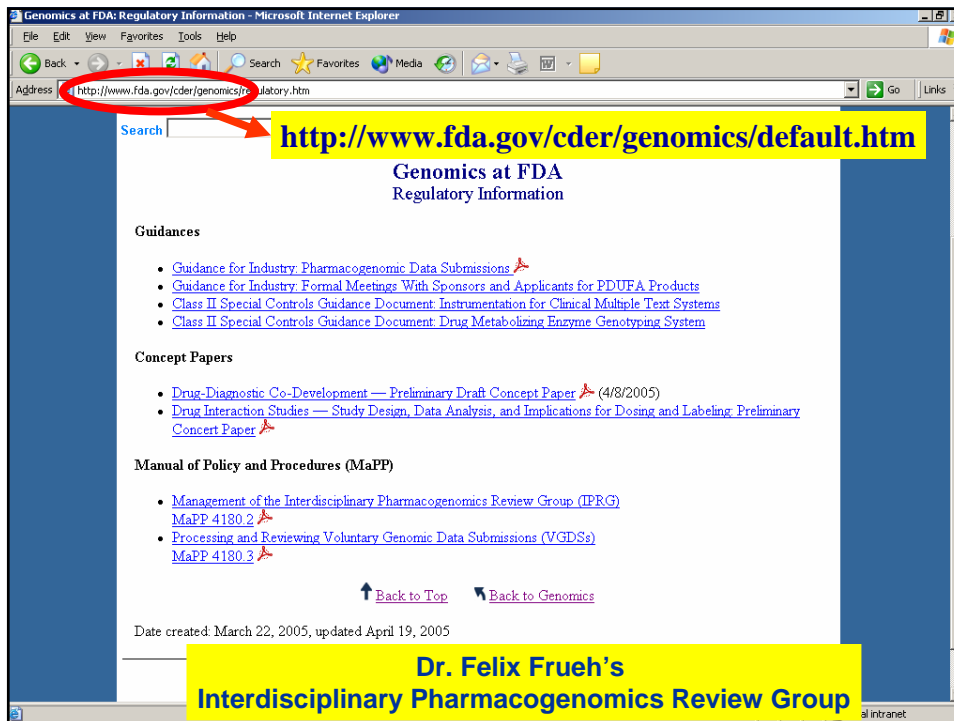 Genomics at FDA: Regulatory Information - Microsoft Internet Explorer
File Edit View Favorites Tools Help
Back Search Favorites Media
Address http://www.fda.gov/cder/genomics/regulatory.htm Go Links
Search
http://www.fda.gov/cder/genomics/default.htm
Genomics at FDA
Regulatory Information
Guidances
Guidance for Industry: Pharmacogenomic Data Submissions
Guidance for Industry: Formal Meetings With Sponsors and Applicants for PDUFA Products
Class II Special Controls Guidance Document: Instrumentation for Clinical Multiple Text Systems
Class II Special Controls Guidance Document: Drug Metabolizing Enzyme Genotyping System
Concept Papers
Drug-Diagnostic Co-Development — Preliminary Draft Concept Paper (4/8/2005)
Drug Interaction Studies — Study Design, Data Analysis, and Implications for Dosing and Labeling: Preliminary
Concert Paper
Manual of Policy and Procedures (MaPP)
Management of the Interdisciplinary Pharmacogenomics Review Group (IPRG)
MaPP 4180.2
Processing and Reviewing Voluntary Genomic Data Submissions (VGDSs)
MaPP 4180.3
Back to Top Back to Genomics
Date created: March 22, 2005, updated April 19, 2005
Dr. Felix Frueh's
Interdisciplinary Pharmacogenomics Review Group
al intranet